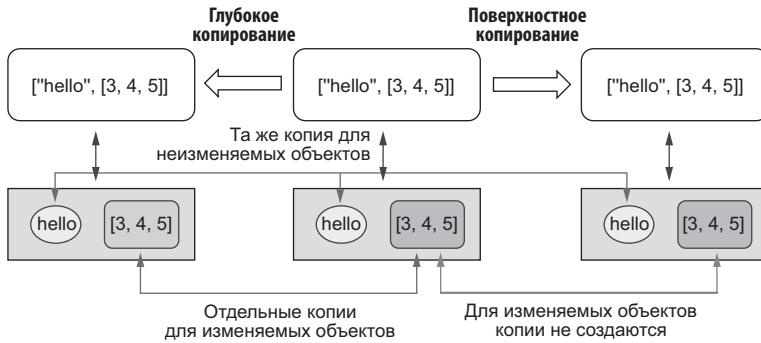 Глубокое
копирование
Поверхностное
копирование
["hello", [3, 4, 5]]
["hello", [3, 4, 5]]
["hello", [3, 4, 5]]
Та же копия для
неизменяемых объектов
hello
[3, 4, 5]
hello
[3, 4, 5]
hello
[3, 4, 5]
Отдельные копии
для изменяемых объектов
Для изменяемых объектов
копии не создаются